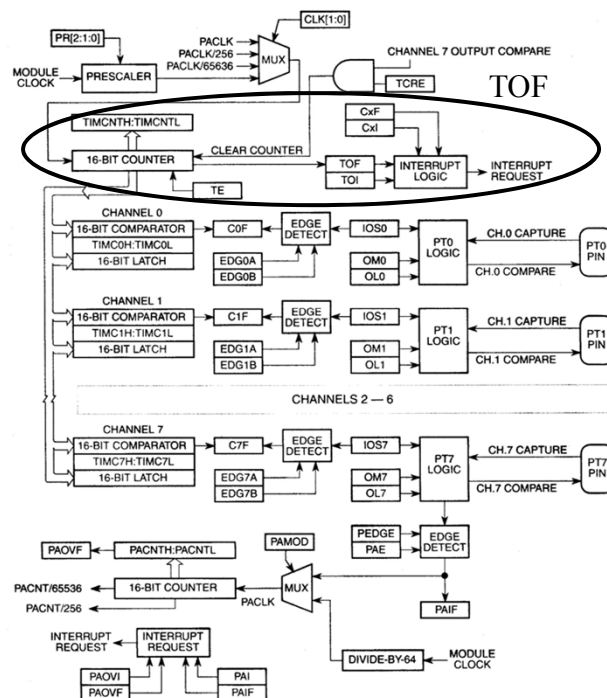 CLK[1:0]
PR[2:1:0]
PACLK
PACLK/256
PACLK/65536
MUX
CHANNEL 7 OUTPUT COMPARE
MODULE
CLOCK
PRESCALER
TCRE
TOF
TIMCNTH:TIMCNTL
CxF
CxI
CLEAR COUNTER
16-BIT COUNTER
TOF
TOI
INTERRUPT
LOGIC
INTERRUPT
REQUEST
TE
CHANNEL 0
16-BIT COMPARATOR
TIMC0H:TIMC0L
16-BIT LATCH
C0F
EDGE
DETECT
IOS0
EDG0A
EDG0B
OM0
OL0
PT0
LOGIC
CH.0 CAPTURE
CH.0 COMPARE
PT0
PIN
CHANNEL 1
16-BIT COMPARATOR
TIMC1H:TIMC1L
16-BIT LATCH
C1F
EDGE
DETECT
IOS1
EDG1A
EDG1B
OM1
OL1
PT1
LOGIC
CH.1 CAPTURE
CH.1 COMPARE
PT1
PIN
CHANNELS 2 — 6
CHANNEL 7
16-BIT COMPARATOR
TIMC7H:TIMC7L
16-BIT LATCH
C7F
EDGE
DETECT
IOS7
EDG7A
EDG7B
OM7
OL7
PT7
LOGIC
CH.7 CAPTURE
CH.7 COMPARE
PT7
PIN
PEDGE
PAE
EDGE
DETECT
PAOVF
PACNTH:PACNTL
PAMOD
PACNT/65536
PACNT/256
16-BIT COUNTER
PACLK
MUX
PAIF
INTERRUPT
REQUEST
INTERRUPT
REQUEST
DIVIDE-BY-64
MODULE
CLOCK
PAOVI
PAOVF
PAI
PAIF